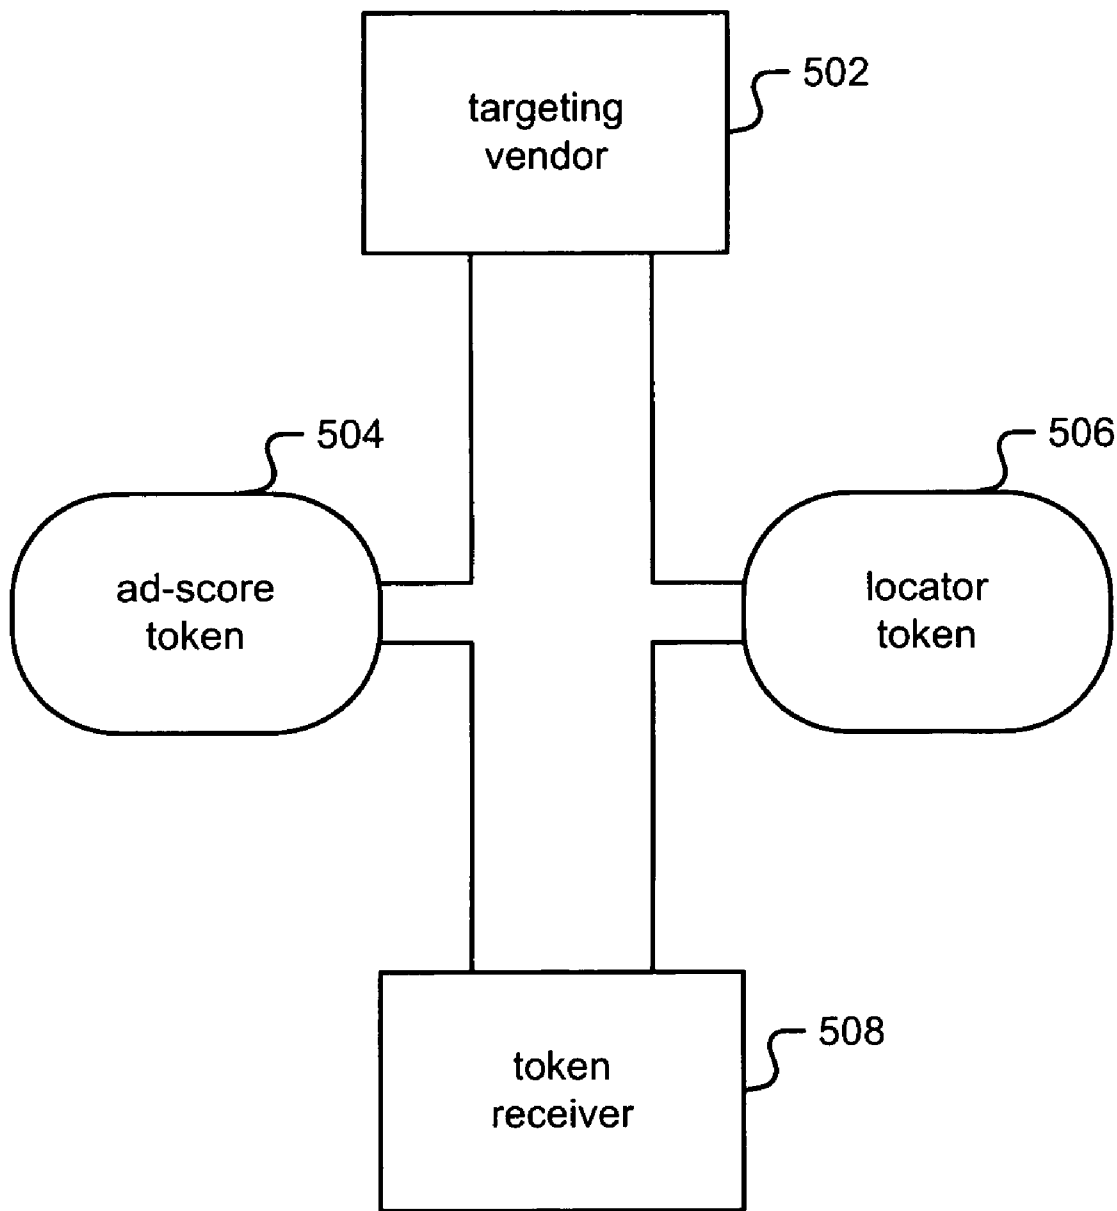 targeting
vendor
502
504
ad-score
token
506
locator
token
508
token
receiver